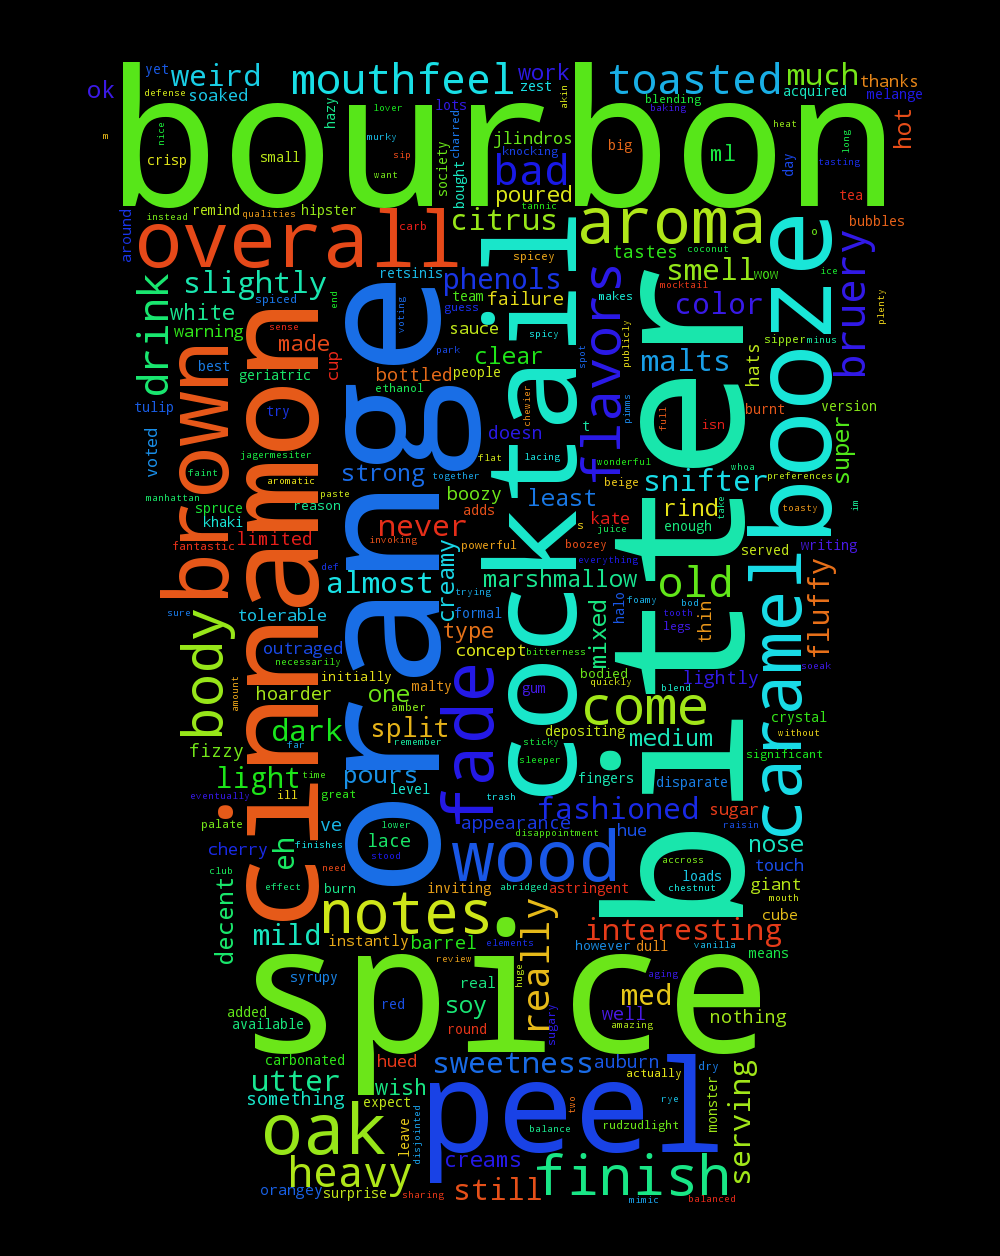 bourbon
ok
yet
weird
defense
soaked
mouthfeel
work
zest
akin
toasted
much
thanks
acquired
melange
blending
baking
hot
m
nice
crisp
small
hazy
lover
lots
charred
murky
sip
want
society
bought
jlindros
knocking
bad
poured
tannic
big
ml
heat
long
tasting
day
tea
bubbles
o
around
instead
remind
qualities
hipster
overall
carb
citrus
aroma
tastes
coconut
smell
wow
mocktail
ice
plenty
booze
bruery
drink
slightly
retsinis
phenols
spicey
team
failure
guess
makes
color
white
spiced
end
warning
sense
made
voting
sauce
spicy
park
publicly
malts
sipper
minus
hats
best
geriatric
cup
bottled
people
clear
ethanol
spot
flavors
cocktail
bitter
orange
cinnamon
brown
tulip
try
chewier
pimms
full
isn
burnt
version
super
voted
jagermesiter
faint
aromatic
strong
flat
together
doesn
lacing
t
wonderful
beige
snifter
whoa
preferences
manhattan
paste
reason
boozy
least
rind
take
toasty
im
spruce
khaki
adds
s
kate
juice
enough
fantastic
limited
never
invoking
powerful
boozey
served
writing
def
almost
creamy
trying
marshmallow
everything
old
foamy
bod
sure
tolerable
formal
mixed
halo
tooth
legs
thin
fluffy
caramel
body
outraged
necessarily
type
concept
bitterness
initially
bodied
quickly
lightly
soeak
amount
hoarder
one
malty
amber
gum
blend
come
crystal
dark
far
split
remember
fade
sticky
depositing
medium
without
significant
fizzy
light
time
pours
sleeper
fingers
disparate
eventually
ill
great
level
trash
palate
ve
lower
appearance
fashioned
disappointment
hue
sugar
raisin
nose
cherry
eh
finishes
lace
stood
wood
accross
touch
club
effect
need
burn
inviting
abridged
astringent
loads
chestnut
giant
mouth
cube
decent
notes
mild
instantly
barrel
elements
really
interesting
however
dull
vanilla
means
review
huge
spice
syrupy
real
aging
med
red
soy
sugary
well
nothing
added
available
round
amazing
carbonated
hued
sweetness
auburn
dry
utter
something
wish
actually
expect
peel
two
rye
monster
serving
oak
leave
disjointed
balance
rudzudlight
heavy
creams
finish
orangey
surprise
sharing
still
mimic
balanced